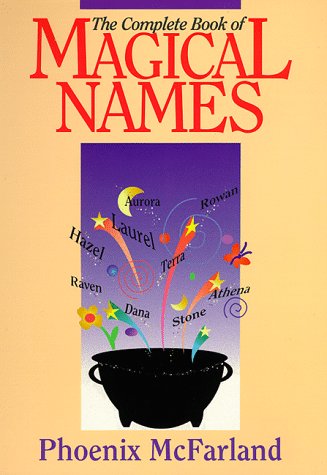 The Complete Book of
MAGICAL
NAMES
Aurora
Rowan
Laurel
Hazel
Terra
Raven
Athena
Dana
Stone
Phoenix McFarland